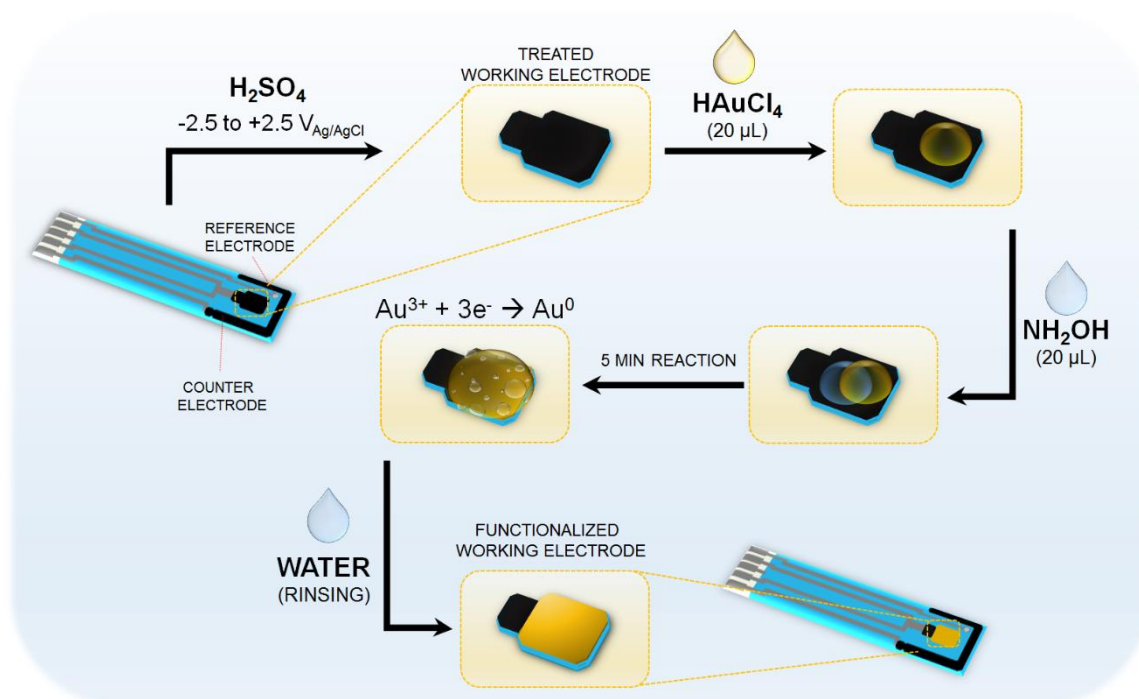 TREATED
WORKING ELECTRODE
H₂SO₄
-2.5 to +2.5 V_Ag/AgCl
HAuCl₄
(20 µL)
REFERENCE
ELECTRODE
COUNTER
ELECTRODE
NH₂OH
(20 µL)
5 MIN REACTION
Au³⁺ + 3e⁻ → Au⁰
WATER
(RINSING)
FUNCTIONALIZED
WORKING ELECTRODE